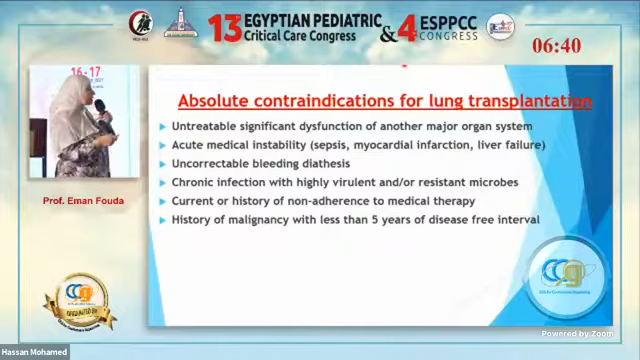 13 EGYPTIAN PEDIATRIC
Critical Care Congress
& 4 ESPPCC
CONGRESS
06:40
16-17
Absolute contraindications for lung transplantation
Untreatable significant dysfunction of another major organ system
Acute medical instability (sepsis, myocardial infarction, liver failure)
Uncorrectable bleeding diathesis
Chronic infection with highly virulent and/or resistant microbes
Current or history of non-adherence to medical therapy
History of malignancy with less than 5 years of disease free interval
Prof. Eman Fouda
Powered by Zoom
Hassan Mohamed